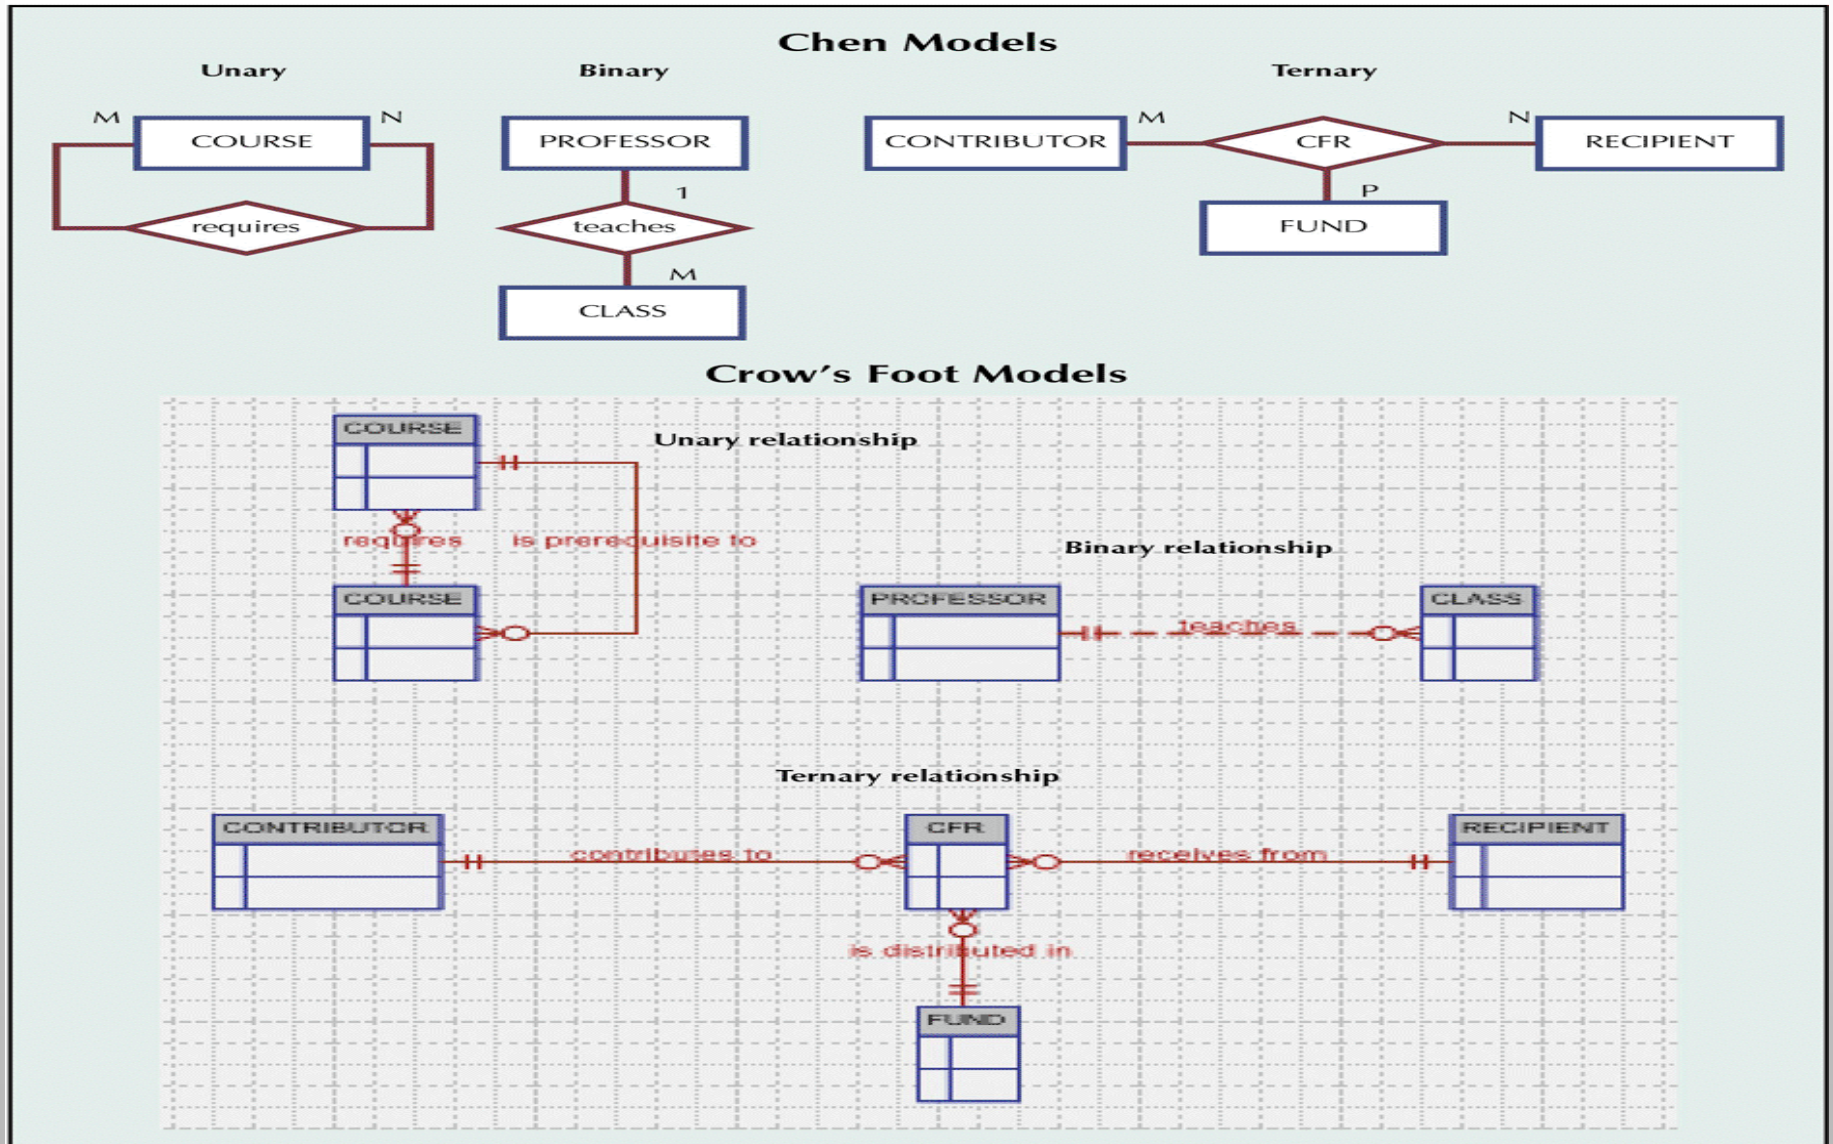 Chen Models
Unary Binary Ternary
M COURSE N
requires
PROFESSOR
1
teaches
M
CLASS
CONTRIBUTOR M CFR N RECIPIENT
P
FUND
Crow's Foot Models
COURSE
Unary relationship
requires is prerequisite to
COURSE
Binary relationship
PROFESSOR teaches CLASS
Ternary relationship
CONTRIBUTOR contributes to CFR receives from RECIPIENT
is distributed in
FUND